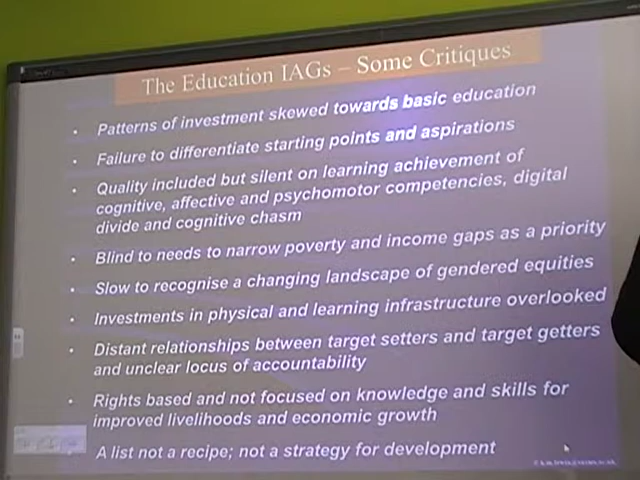 The Education IAGs – Some Critiques
• Patterns of investment skewed towards basic education
• Failure to differentiate starting points and aspirations
• Quality included but silent on learning achievement of
cognitive, affective and psychomotor competencies, digital
divide and cognitive chasm
• Blind to needs to narrow poverty and income gaps as a priority
• Slow to recognise a changing landscape of gendered equities
• Investments in physical and learning infrastructure overlooked
• Distant relationships between target setters and target getters
and unclear locus of accountability
• Rights based and not focused on knowledge and skills for
improved livelihoods and economic growth
• A list not a recipe; not a strategy for development